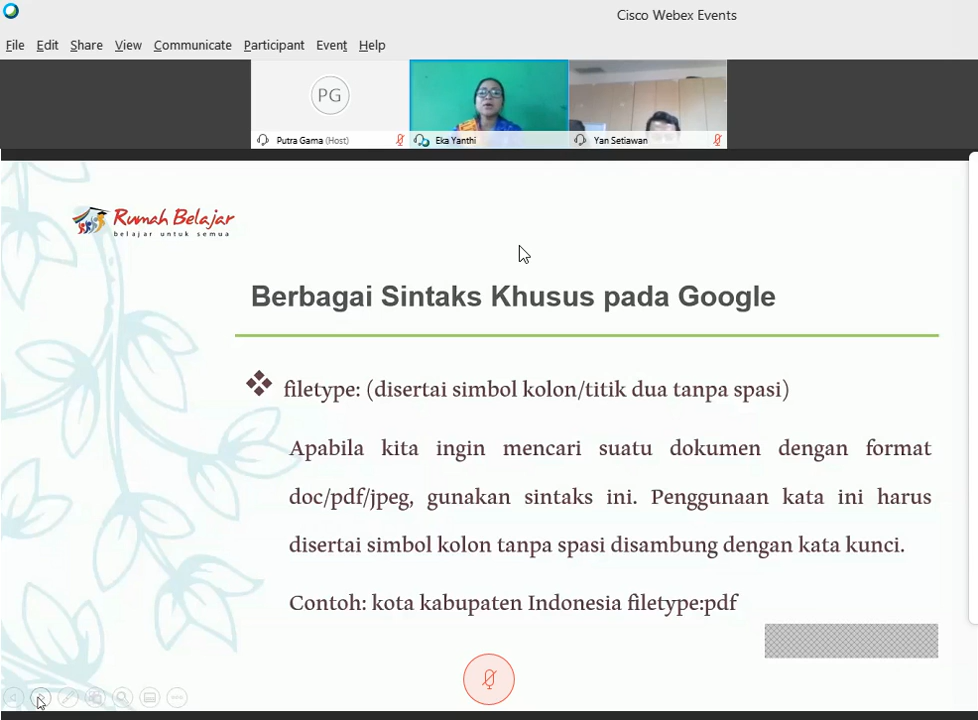 Cisco Webex Events
File Edit Share View Communicate Participant Event Help
PG
Putra Gama (Host) Eka Yanthi Yan Setiawan
Rumah Belajar
belajar untuk semua
Berbagai Sintaks Khusus pada Google
filetype: (disertai simbol kolon/titik dua tanpa spasi)
Apabila kita ingin mencari suatu dokumen dengan format
doc/pdf/jpeg, gunakan sintaks ini. Penggunaan kata ini harus
disertai simbol kolon tanpa spasi disambung dengan kata kunci.
Contoh: kota kabupaten Indonesia filetype:pdf